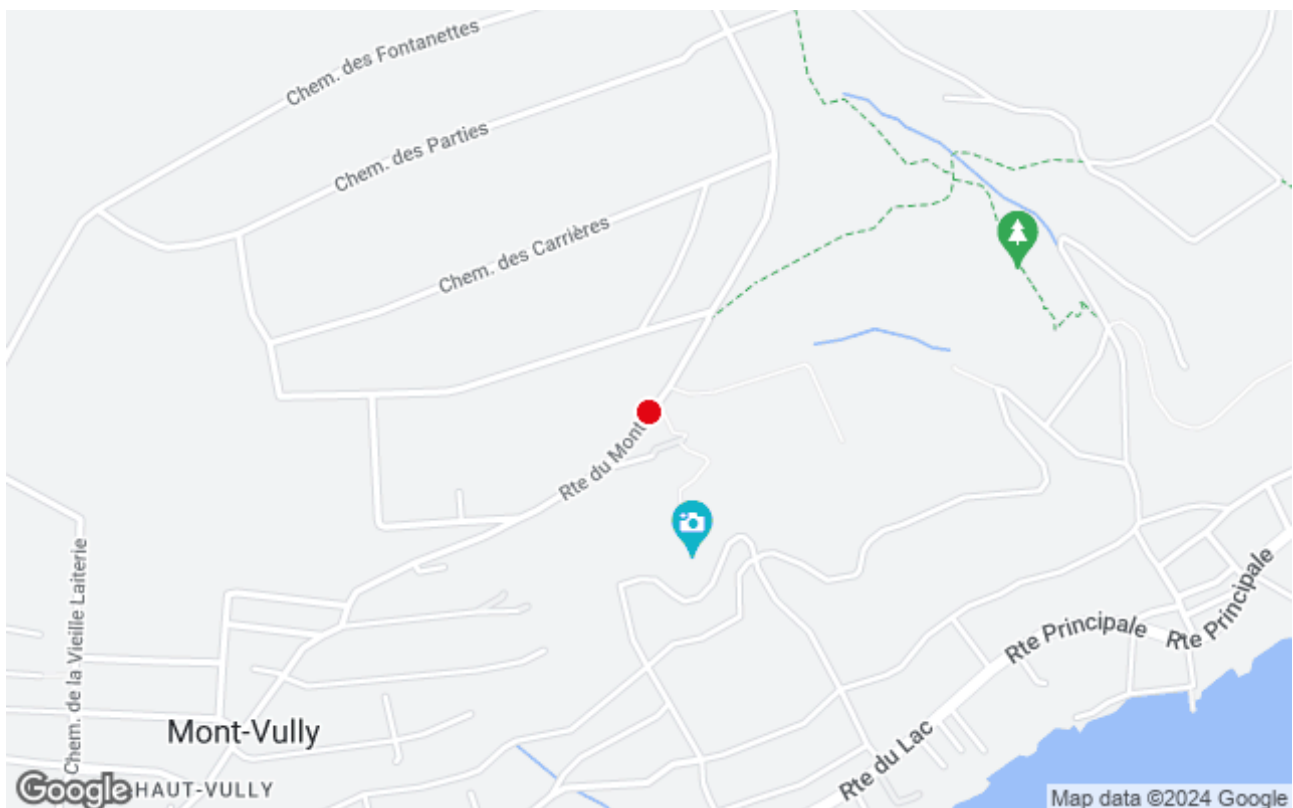 Chem. des Fontanettes
Chem. des Parties
Chem. des Carrières
Rte du Mont
Chem. de la Vieille Laiterie
Rte Principale
Rte Principale
Rte du Lac
Mont-Vully
HAUT-VULLY
Google
Map data ©2024 Google